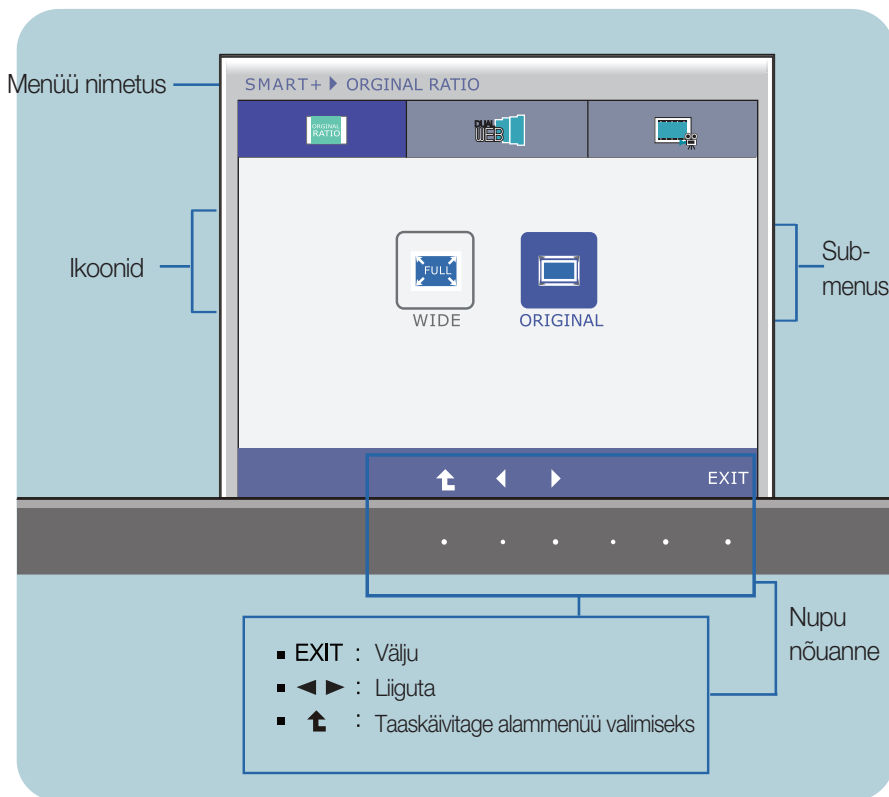 Menüü nimetus
SMART+ ▶ ORGINAL RATIO
ORGINAL
RATIO
DUAL
WEB
Ikoonid
FULL
WIDE
ORIGINAL
Sub-
menus
EXIT
Nupu
nõuanne
▪ EXIT : Välju
▪ ◀ ▶ : Liiguta
▪ : Taaskäivitage alammenüü valimiseks